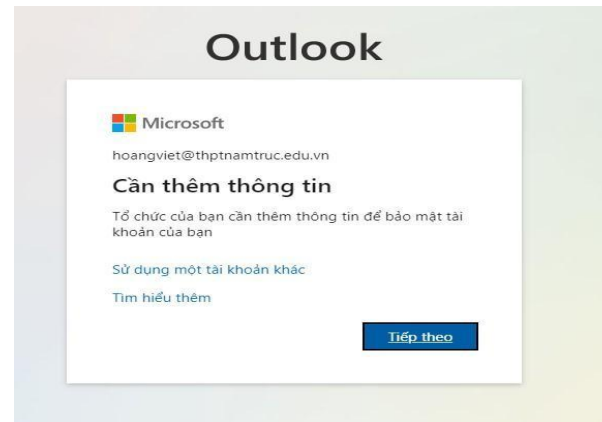 Outlook
Microsoft
hoangviet@thptnamtruc.edu.vn
Cần thêm thông tin
Tổ chức của bạn cần thêm thông tin để bảo mật tài
khoản của bạn
Sử dụng một tài khoản khác
Tìm hiểu thêm
Tiếp theo